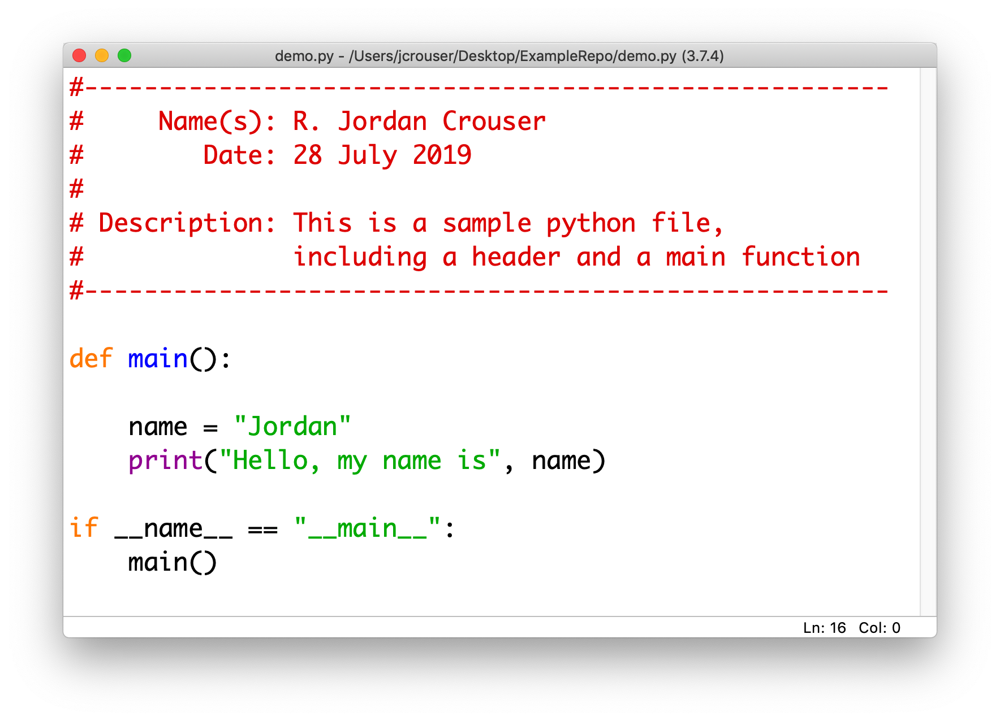 demo.py - /Users/jcrouser/Desktop/ExampleRepo/demo.py (3.7.4)
#------------------------------------------------------
#     Name(s): R. Jordan Crouser
#        Date: 28 July 2019
#
# Description: This is a sample python file,
#              including a header and a main function
#------------------------------------------------------
def main():
    name = "Jordan"
    print("Hello, my name is", name)
if __name__ == "__main__":
    main()
Ln: 16  Col: 0